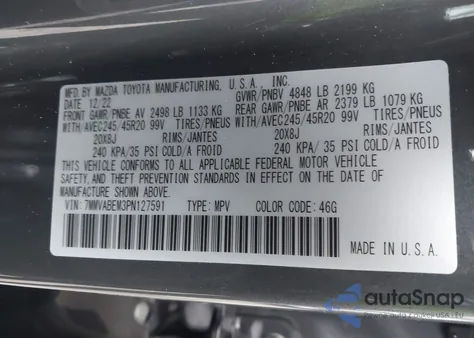 MFD. BY MAZDA TOYOTA MANUFACTURING, U.S.A., INC.
DATE: 12/22 GVWR/PNBV 4848 LB 2199 KG
FRONT GAWR/PNBE AV 2498 LB 1133 KG REAR GAWR/PNBE AR 2379 LB 1079 KG
WITH/AVEC245/45R20 99V TIRES/PNEUS WITH/AVEC245/45R20 99V TIRES/PNEUS
20X8J RIMS/JANTES 20X8J RIMS/JANTES
240 KPA/35 PSI COLD/A FROID 240 KPA/35 PSI COLD/A FROID
THIS VEHICLE CONFORMS TO ALL APPLICABLE FEDERAL MOTOR VEHICLE
SAFETY, AND THEFT PREVENTION STANDARDS IN EFFECT ON THE DATE OF
MANUFACTURE SHOWN ABOVE.
VIN: 7MMVABEM3PN127591 TYPE: MPV COLOR CODE: 46G
MADE IN U.S.A.
autoSnap